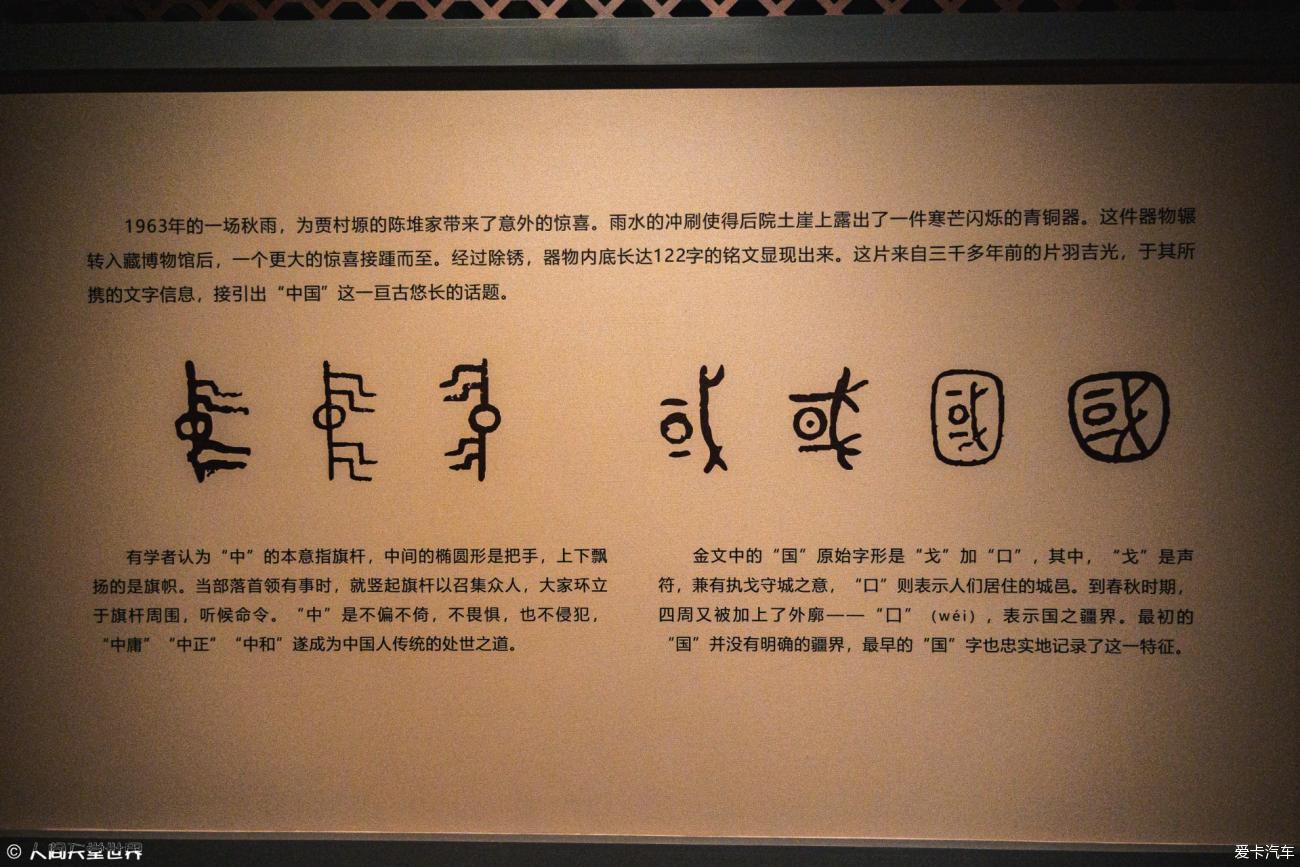 1963年的一场秋雨，为贾村塬的陈堆家带来了意外的惊喜。雨水的冲刷使得后院土崖上露出了一件寒芒闪烁的青铜器。这件器物辗
转入藏博物馆后，一个更大的惊喜接踵而至。经过除锈，器物内底长达122字的铭文显现出来。这片来自三千多年前的片羽吉光，于其所
携的文字信息，接引出“中国”这一亘古悠长的话题。
有学者认为“中”的本意指旗杆，中间的椭圆形是把手，上下飘
扬的是旗帜。当部落首领有事时，就竖起旗杆以召集众人，大家环立
于旗杆周围，听候命令。“中”是不偏不倚，不畏惧，也不侵犯，
“中庸”“中正”“中和”遂成为中国人传统的处世之道。
金文中的“国”原始字形是“戈”加“口”，其中，“戈”是声
符，兼有执戈守城之意，“口”则表示人们居住的城邑。到春秋时期，
四周又被加上了外廓——“囗”（wéi），表示国之疆界。最初的
“国”并没有明确的疆界，最早的“国”字也忠实地记录了这一特征。
© 人间天堂世界
爱卡汽车